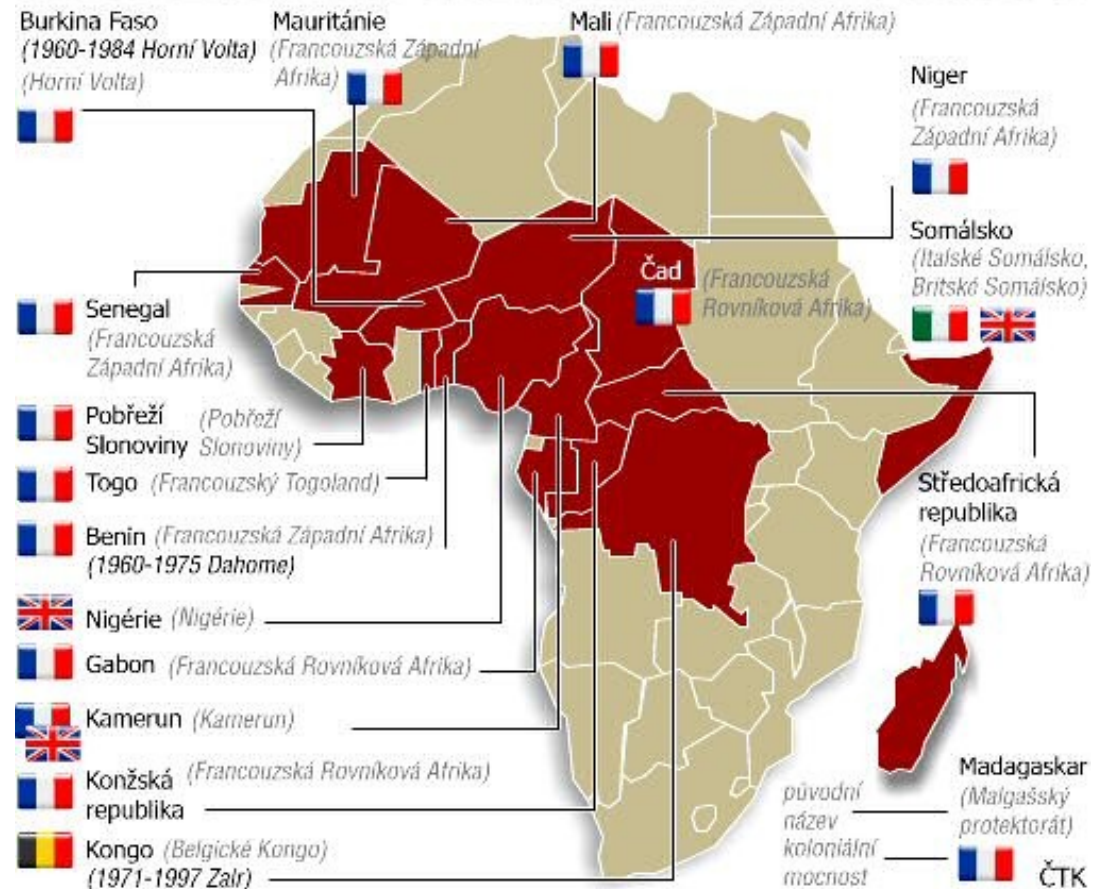 Burkina Faso
(1960-1984 Horní Volta)
(Horní Volta)
Mauritánie
(Francouzská Západní
Afrika)
Mali (Francouzská Západní Afrika)
Niger
(Francouzská
Západní Afrika)
Somálsko
(Italské Somálsko,
Britské Somálsko)
Čad
(Francouzská
Rovníková Afrika)
Senegal
(Francouzská
Západní Afrika)
Pobřeží
Slonoviny
(Pobřeží
Slonoviny)
Togo (Francouzský Togoland)
Benin (Francouzská Západní Afrika)
(1960-1975 Dahome)
Nigérie (Nigérie)
Gabon (Francouzská Rovníková Afrika)
Kamerun (Kamerun)
Konžská
republika
(Francouzská Rovníková Afrika)
Kongo (Belgické Kongo)
(1971-1997 Zair)
Středoafrická
republika
(Francouzská
Rovníková Afrika)
Madagaskar
(Malgašský
protektorát)
původní
název
koloniální
mocnost
ČTK